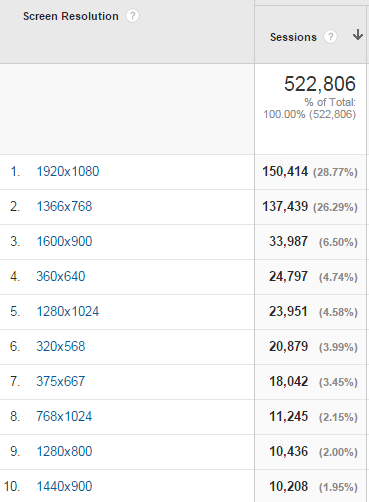 Screen Resolution ?
Sessions ?
522,806
% of Total:
100.00% (522,806)
1. 1920x1080 150,414 (28.77%)
2. 1366x768 137,439 (26.29%)
3. 1600x900 33,987 (6.50%)
4. 360x640 24,797 (4.74%)
5. 1280x1024 23,951 (4.58%)
6. 320x568 20,879 (3.99%)
7. 375x667 18,042 (3.45%)
8. 768x1024 11,245 (2.15%)
9. 1280x800 10,436 (2.00%)
10. 1440x900 10,208 (1.95%)